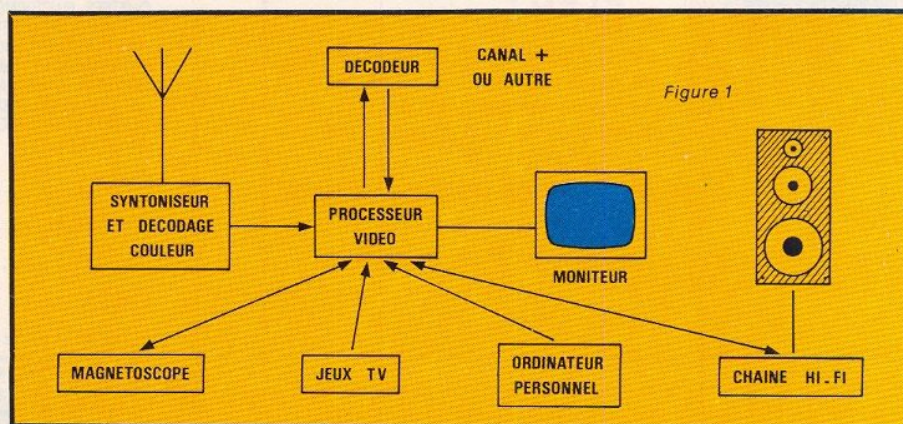 DECODEUR
CANAL +
OU AUTRE
Figure 1
SYNTONISEUR
ET DECODAGE
COULEUR
PROCESSEUR
VIDEO
MONITEUR
MAGNETOSCOPE
JEUX TV
ORDINATEUR
PERSONNEL
CHAINE HI.FI